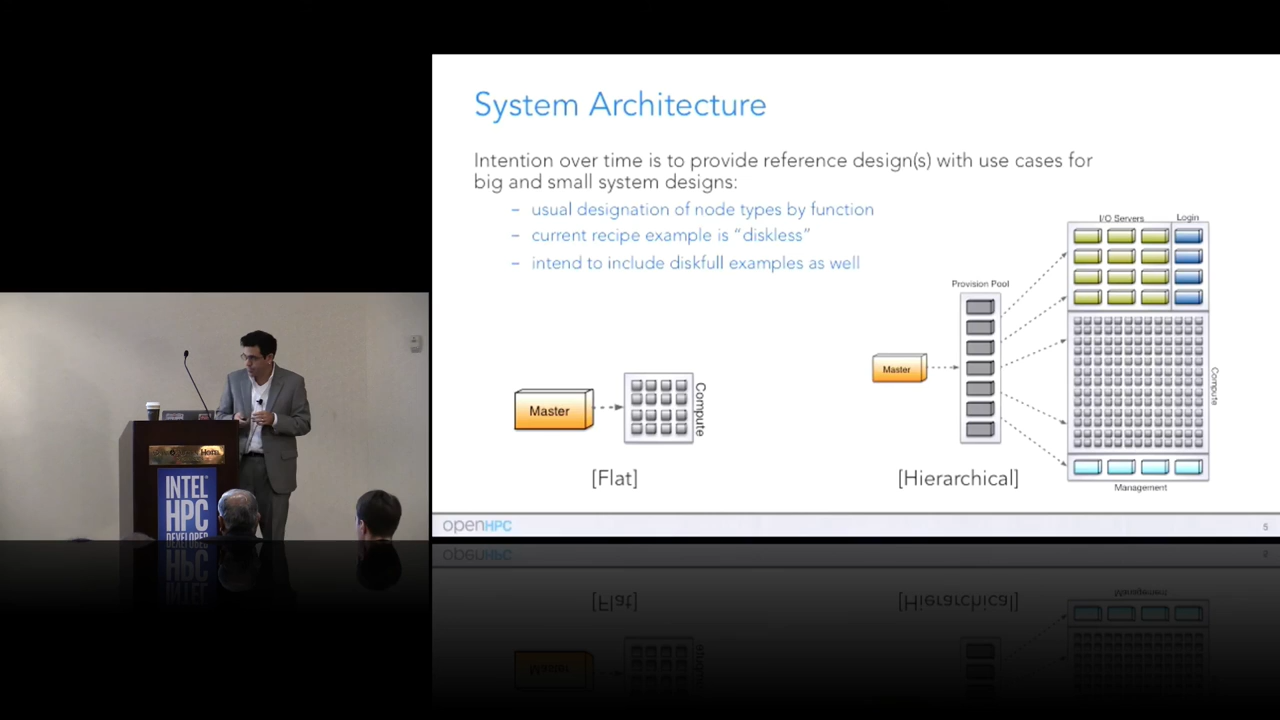 System Architecture
Intention over time is to provide reference design(s) with use cases for
big and small system designs:
– usual designation of node types by function
– current recipe example is “diskless”
– intend to include diskfull examples as well
I/O Servers
Login
Provision Pool
Master
Compute
Management
Master
Compute
[Flat]
[Hierarchical]
openHPC
5
INTEL
HPC
DEVELOPER